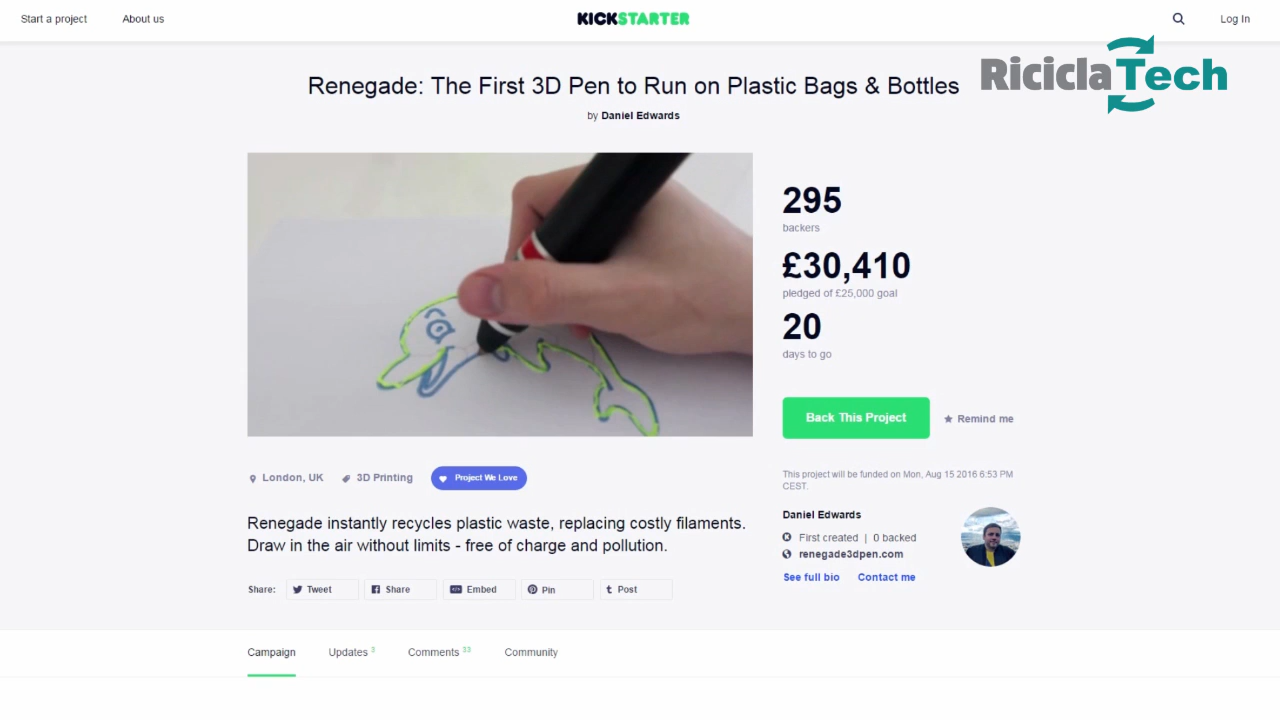 Start a project
About us
KICKSTARTER
Log In
RiciclaTech
Renegade: The First 3D Pen to Run on Plastic Bags & Bottles
by Daniel Edwards
295
backers
£30,410
pledged of £25,000 goal
20
days to go
Back This Project
Remind me
London, UK
3D Printing
Project We Love
This project will be funded on Mon, Aug 15 2016 6:53 PM
CEST.
Renegade instantly recycles plastic waste, replacing costly filaments.
Draw in the air without limits - free of charge and pollution.
Daniel Edwards
First created | 0 backed
renegade3dpen.com
See full bio
Contact me
Share:
Tweet
Share
Embed
Pin
Post
Campaign
Updates 3
Comments 33
Community